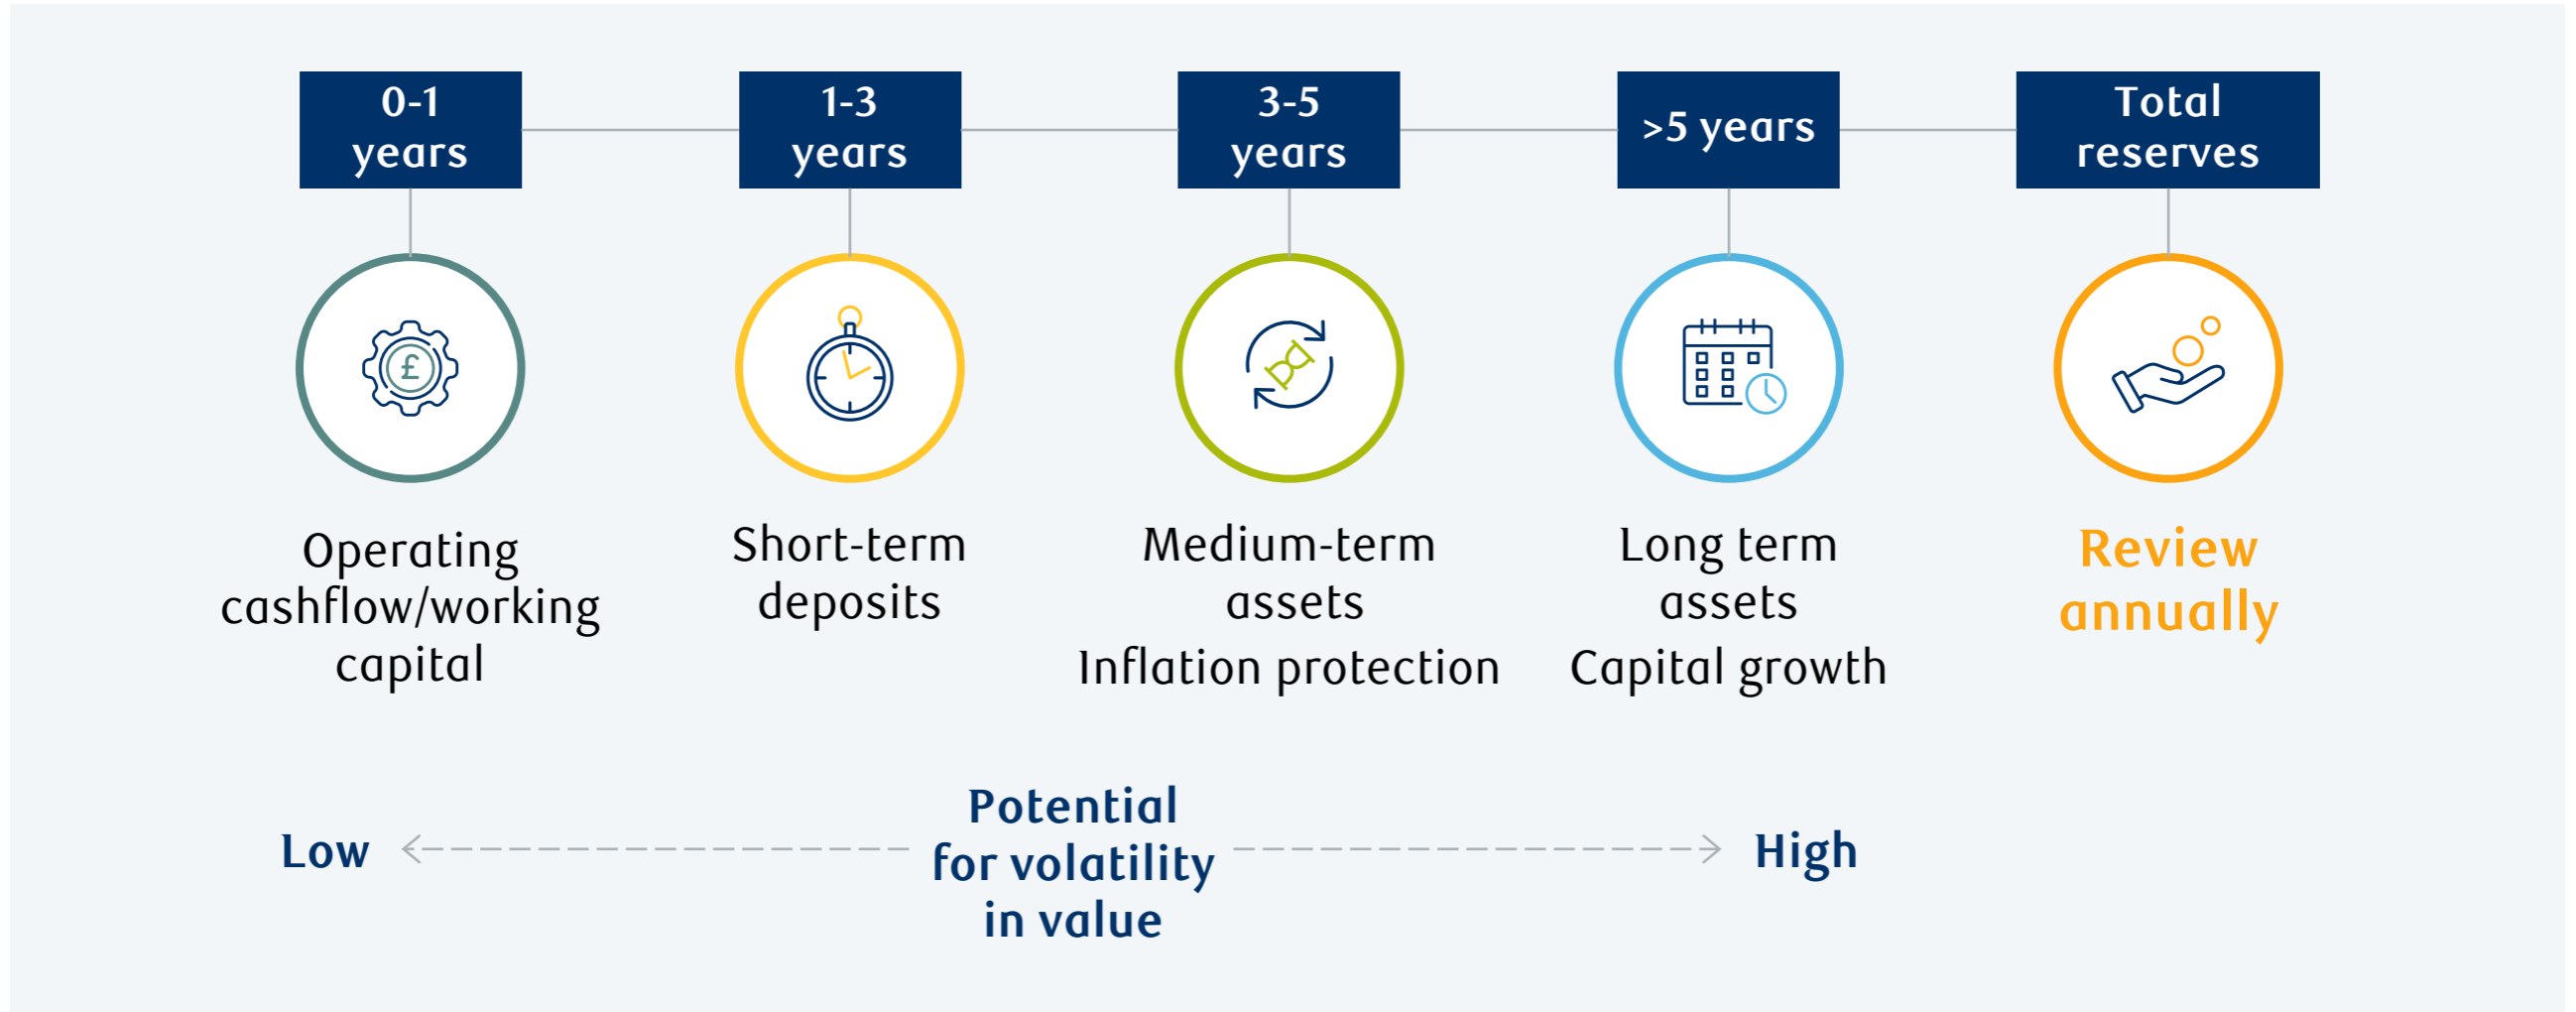 0-1
years
1-3
years
3-5
years
>5 years
Total
reserves
£
Operating
cashflow/working
capital
Short-term
deposits
Medium-term
assets
Inflation protection
Long term
assets
Capital growth
Review
annually
Low
Potential
for volatility
in value
High